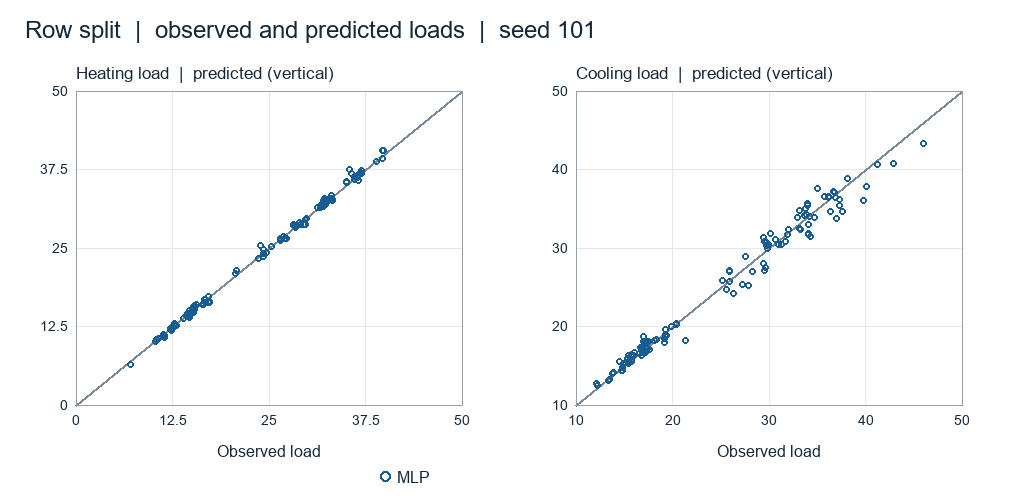 Row split | observed and predicted loads | seed 101
Heating load | predicted (vertical)
50
37.5
25
12.5
0
0 12.5 25 37.5 50
Observed load
Cooling load | predicted (vertical)
50
40
30
20
10
10 20 30 40 50
Observed load
MLP